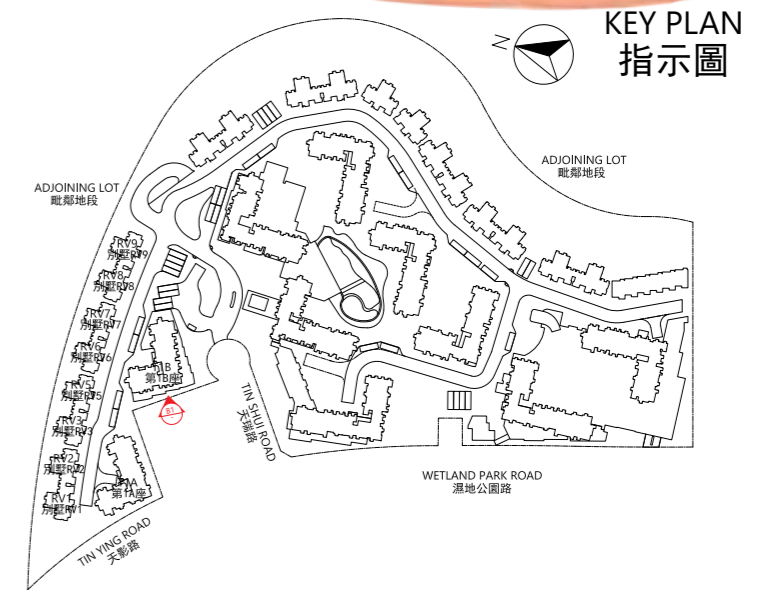 KEY PLAN
指示圖
N
ADJOINING LOT
毗鄰地段
ADJOINING LOT
毗鄰地段
RV9
別墅RV9
RV8
別墅RV8
RV7
別墅RV7
RV6
別墅RV6
RV5
別墅RV5
RV3
別墅RV3
RV2
別墅RV2
RV1
別墅RV1
第1B座
第1A座
B1
TIN SHUI ROAD
天瑞路
WETLAND PARK ROAD
濕地公園路
TIN YING ROAD
天影路